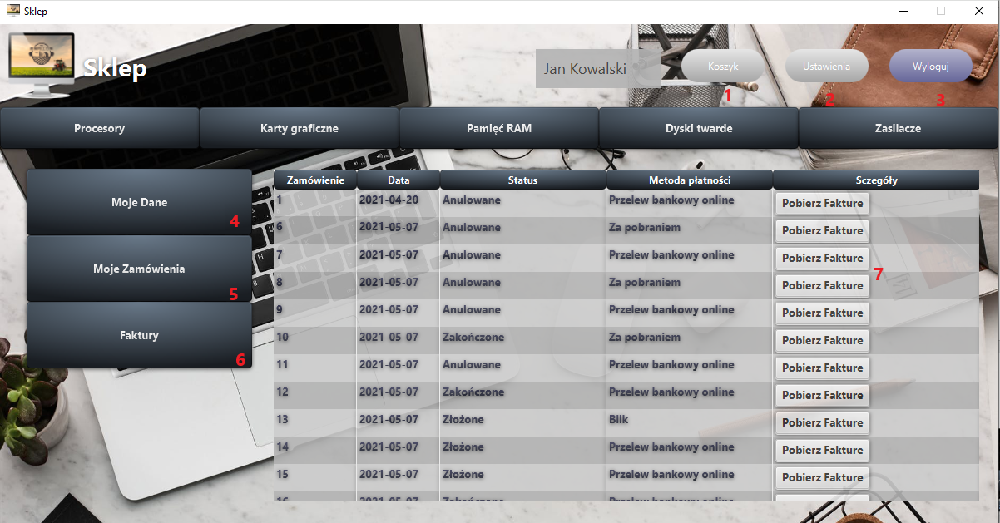 Sklep
Sklep
Jan Kowalski
Koszyk
Ustawienia
Wyloguj
1
2
3
Procesory
Karty graficzne
Pamięć RAM
Dyski twarde
Zasilacze
Moje Dane
4
Moje Zamówienia
5
Faktury
6
Zamówienie Data Status Metoda płatności Sczegóły
1 2021-04-20 Anulowane Przelew bankowy online Pobierz Fakture
6 2021-05-07 Anulowane Za pobraniem Pobierz Fakture
7 2021-05-07 Anulowane Przelew bankowy online Pobierz Fakture
7
8 2021-05-07 Anulowane Za pobraniem Pobierz Fakture
9 2021-05-07 Anulowane Przelew bankowy online Pobierz Fakture
10 2021-05-07 Zakończone Za pobraniem Pobierz Fakture
11 2021-05-07 Anulowane Przelew bankowy online Pobierz Fakture
12 2021-05-07 Zakończone Przelew bankowy online Pobierz Fakture
13 2021-05-07 Złożone Blik Pobierz Fakture
14 2021-05-07 Złożone Przelew bankowy online Pobierz Fakture
15 2021-05-07 Złożone Przelew bankowy online Pobierz Fakture